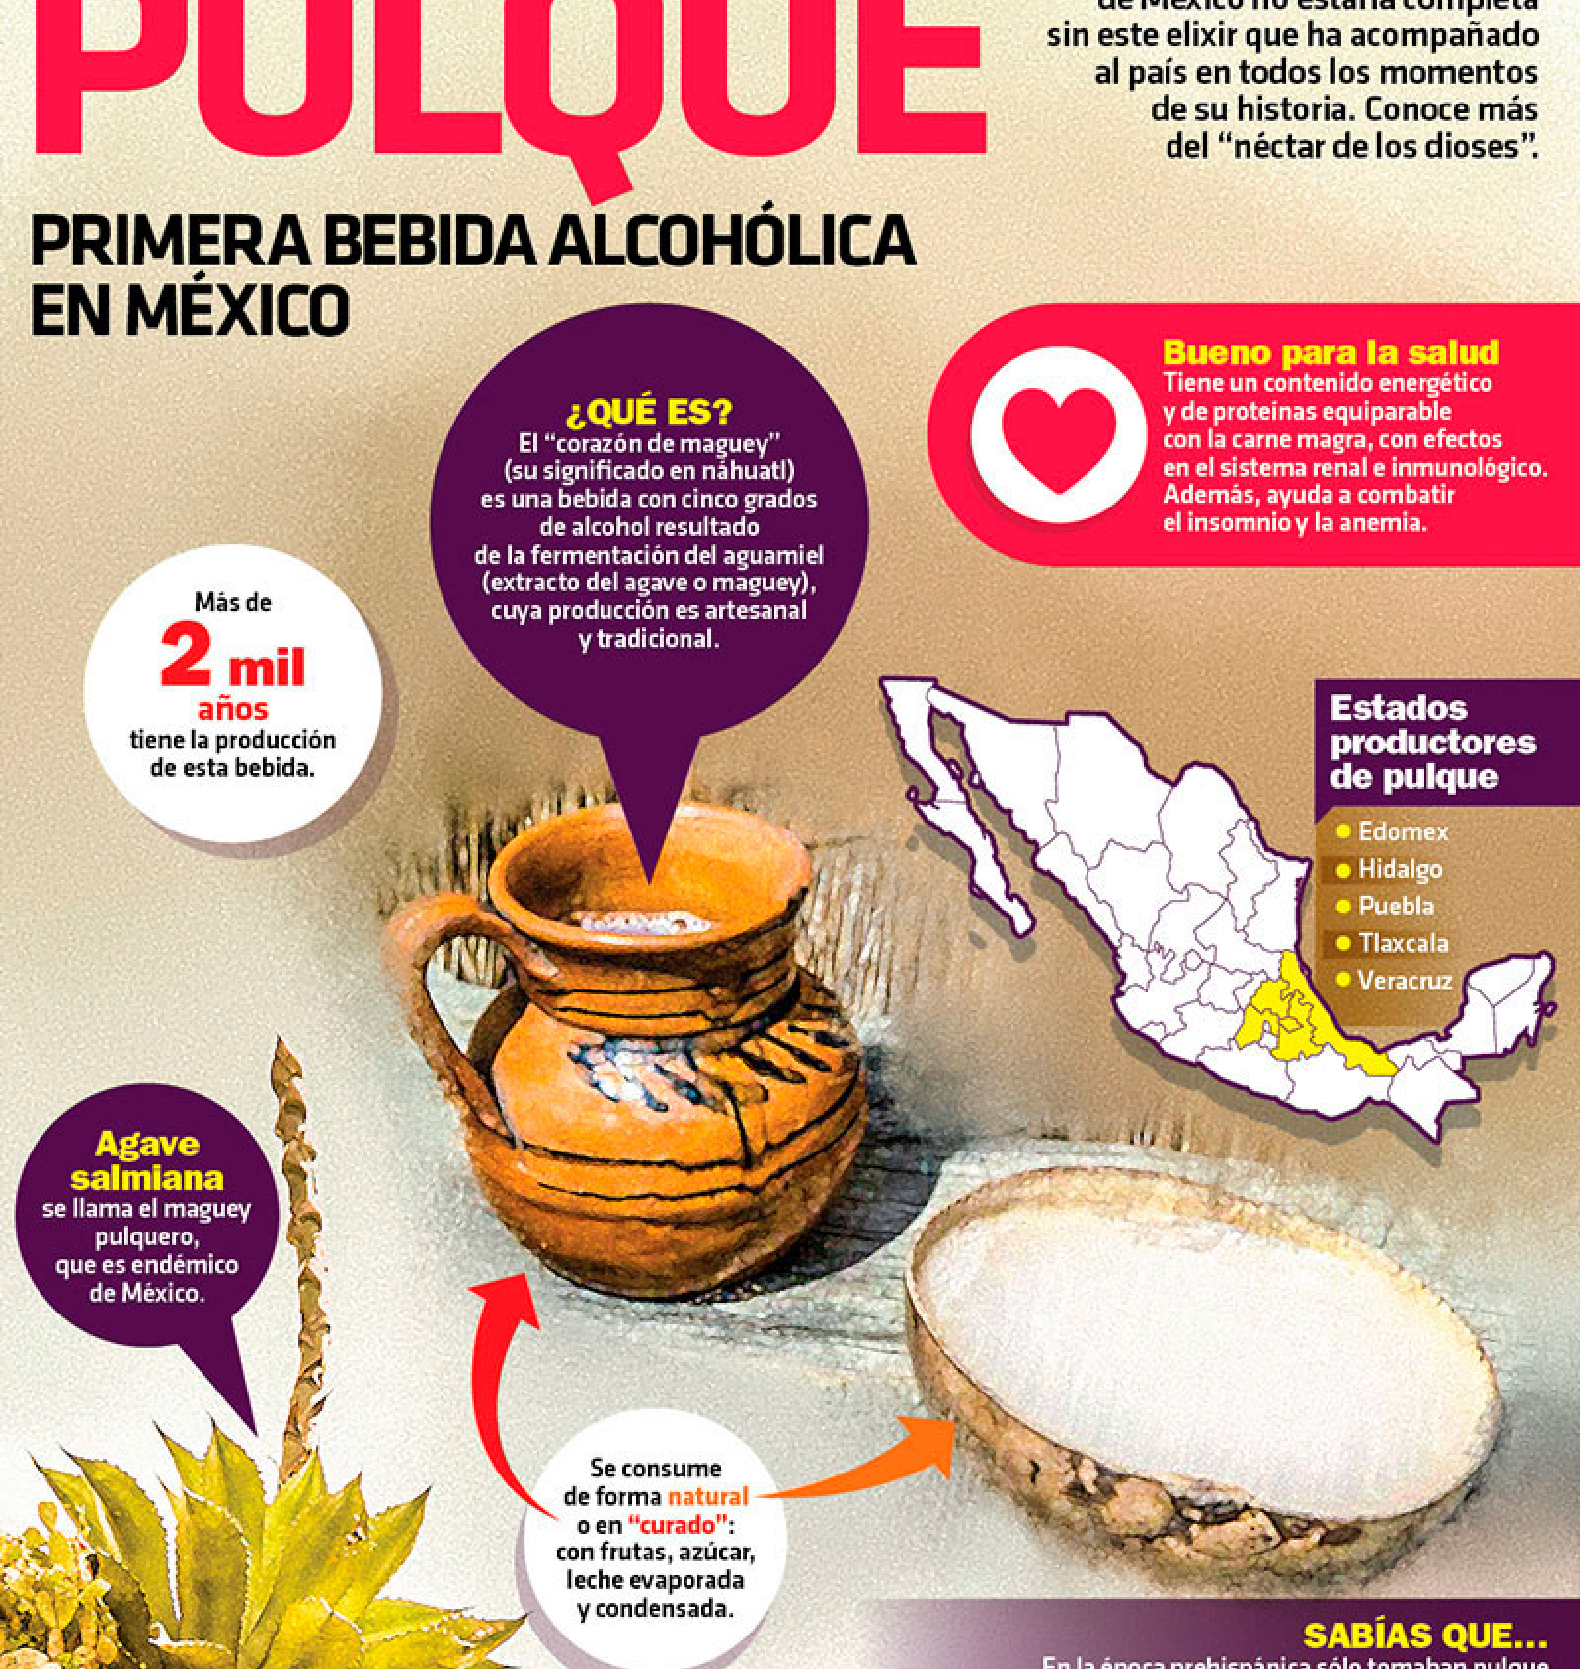 PULQUE
de México no estaría completa
sin este elixir que ha acompañado
al país en todos los momentos
de su historia. Conoce más
del “néctar de los dioses”.
PRIMERA BEBIDA ALCOHÓLICA
EN MÉXICO
¿QUÉ ES?
El “corazón de maguey”
(su significado en náhuatl)
es una bebida con cinco grados
de alcohol resultado
de la fermentación del aguamiel
(extracto del agave o maguey),
cuya producción es artesanal
y tradicional.
Bueno para la salud
Tiene un contenido energético
y de proteínas equiparable
con la carne magra, con efectos
en el sistema renal e inmunológico.
Además, ayuda a combatir
el insomnio y la anemia.
Más de
2 mil
años
tiene la producción
de esta bebida.
Estados
productores
de pulque
Edomex
Hidalgo
Puebla
Tlaxcala
Veracruz
Agave
salmiana
se llama el maguey
pulquero,
que es endémico
de México.
Se consume
de forma natural
o en “curado”:
con frutas, azúcar,
leche evaporada
y condensada.
SABÍAS QUE...
En la época prehispánica sólo tomaban pulque